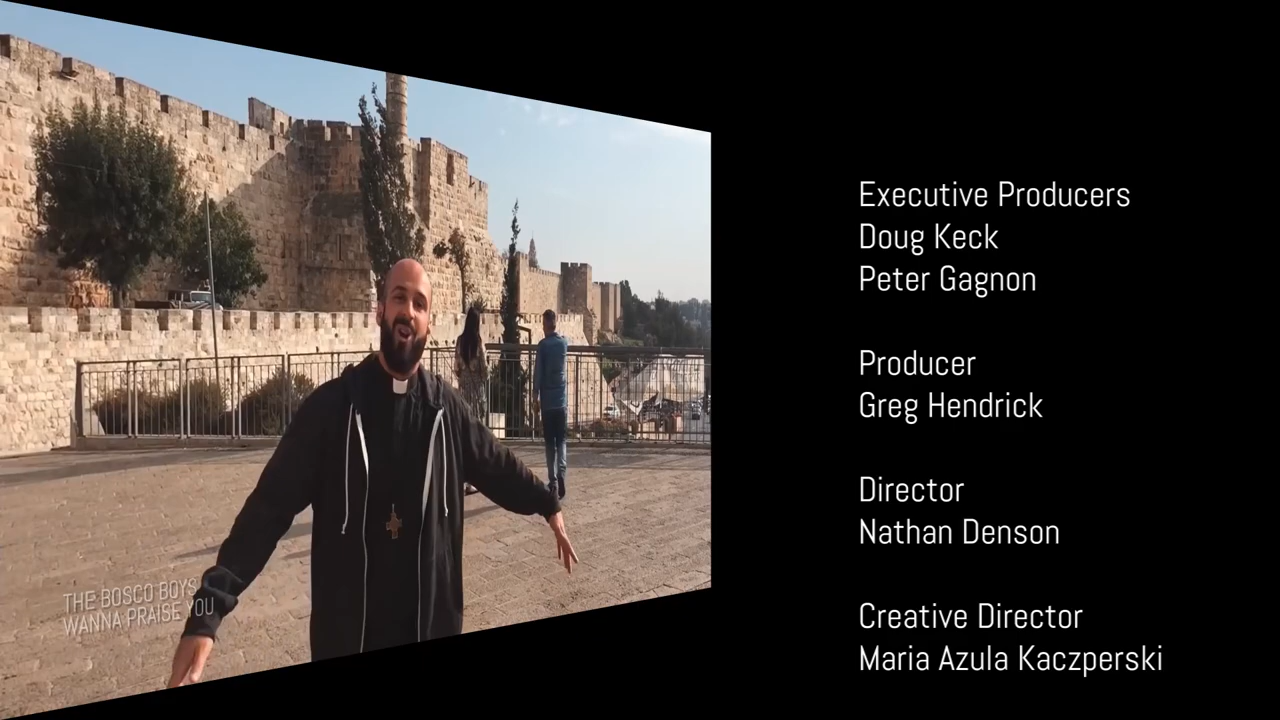 THE BOSCO BOYS
WANNA PRAISE YOU
Executive Producers
Doug Keck
Peter Gagnon
Producer
Greg Hendrick
Director
Nathan Denson
Creative Director
Maria Azula Kaczperski